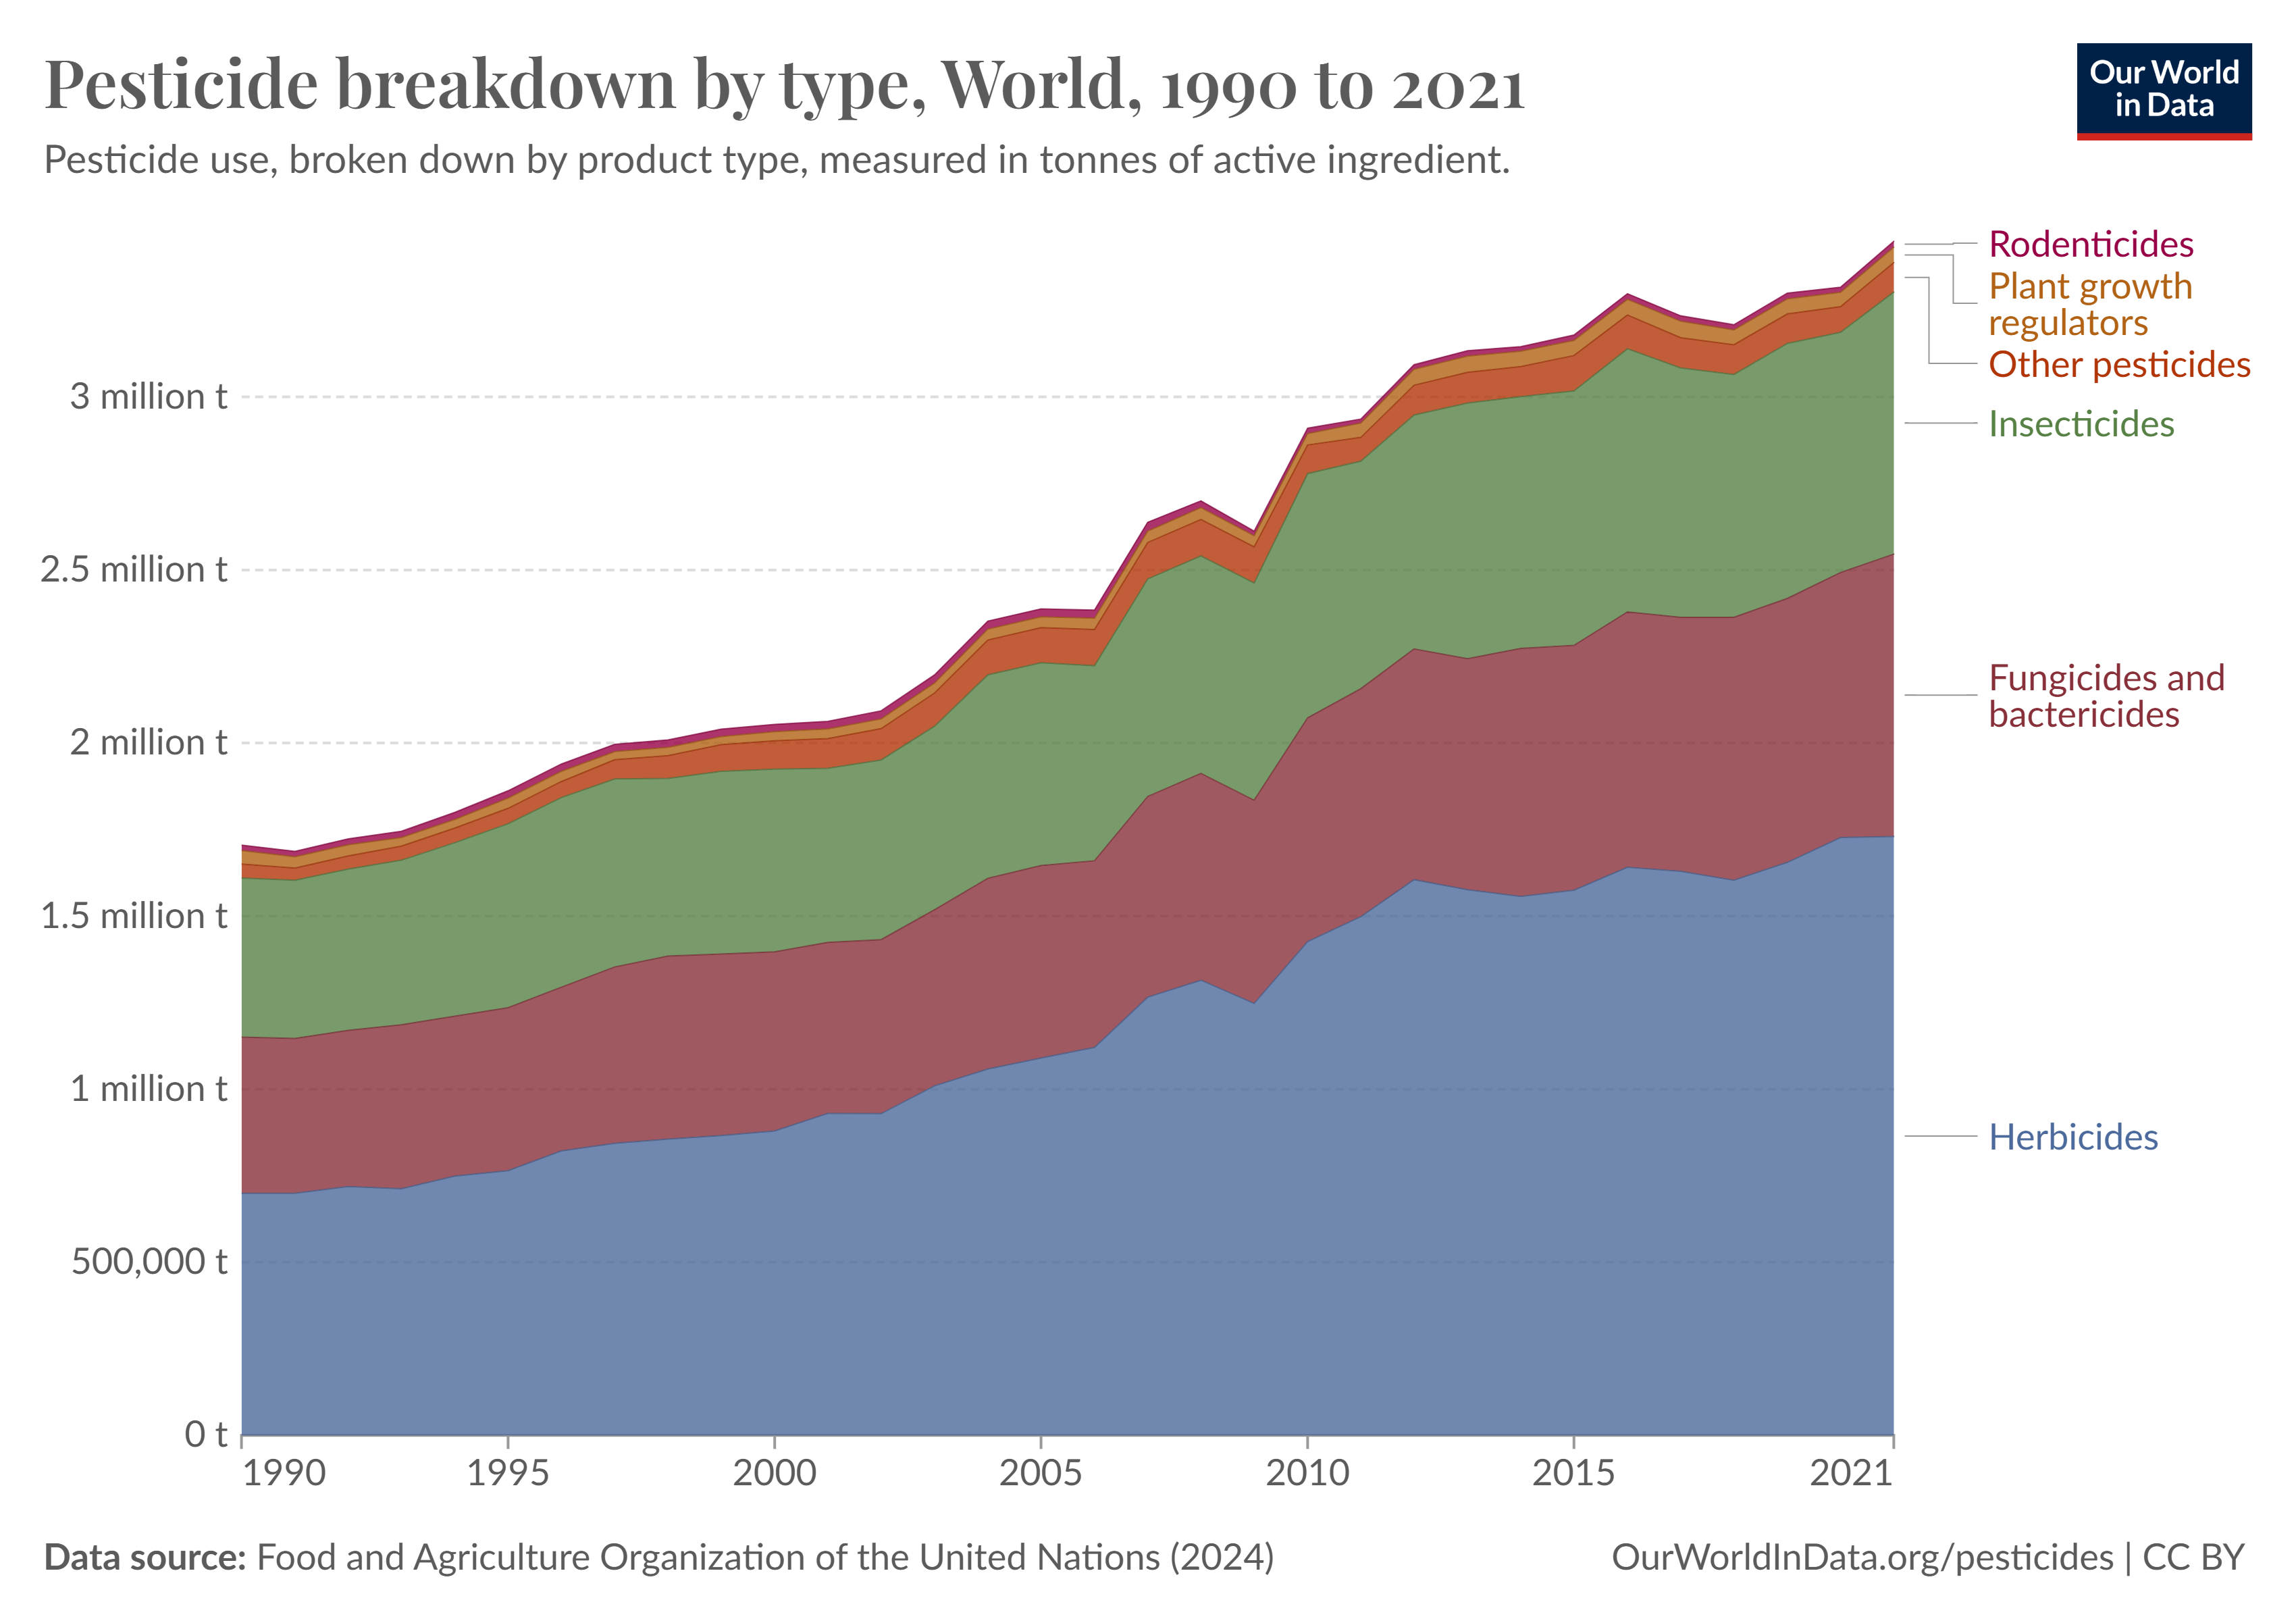 Pesticide breakdown by type, World, 1990 to 2021
Pesticide use, broken down by product type, measured in tonnes of active ingredient.
Our World
in Data
Rodenticides
Plant growth
regulators
Other pesticides
Insecticides
Fungicides and
bactericides
Herbicides
3 million t
2.5 million t
2 million t
1.5 million t
1 million t
500,000 t
0 t
1990
1995
2000
2005
2010
2015
2021
Data source: Food and Agriculture Organization of the United Nations (2024)
OurWorldInData.org/pesticides | CC BY